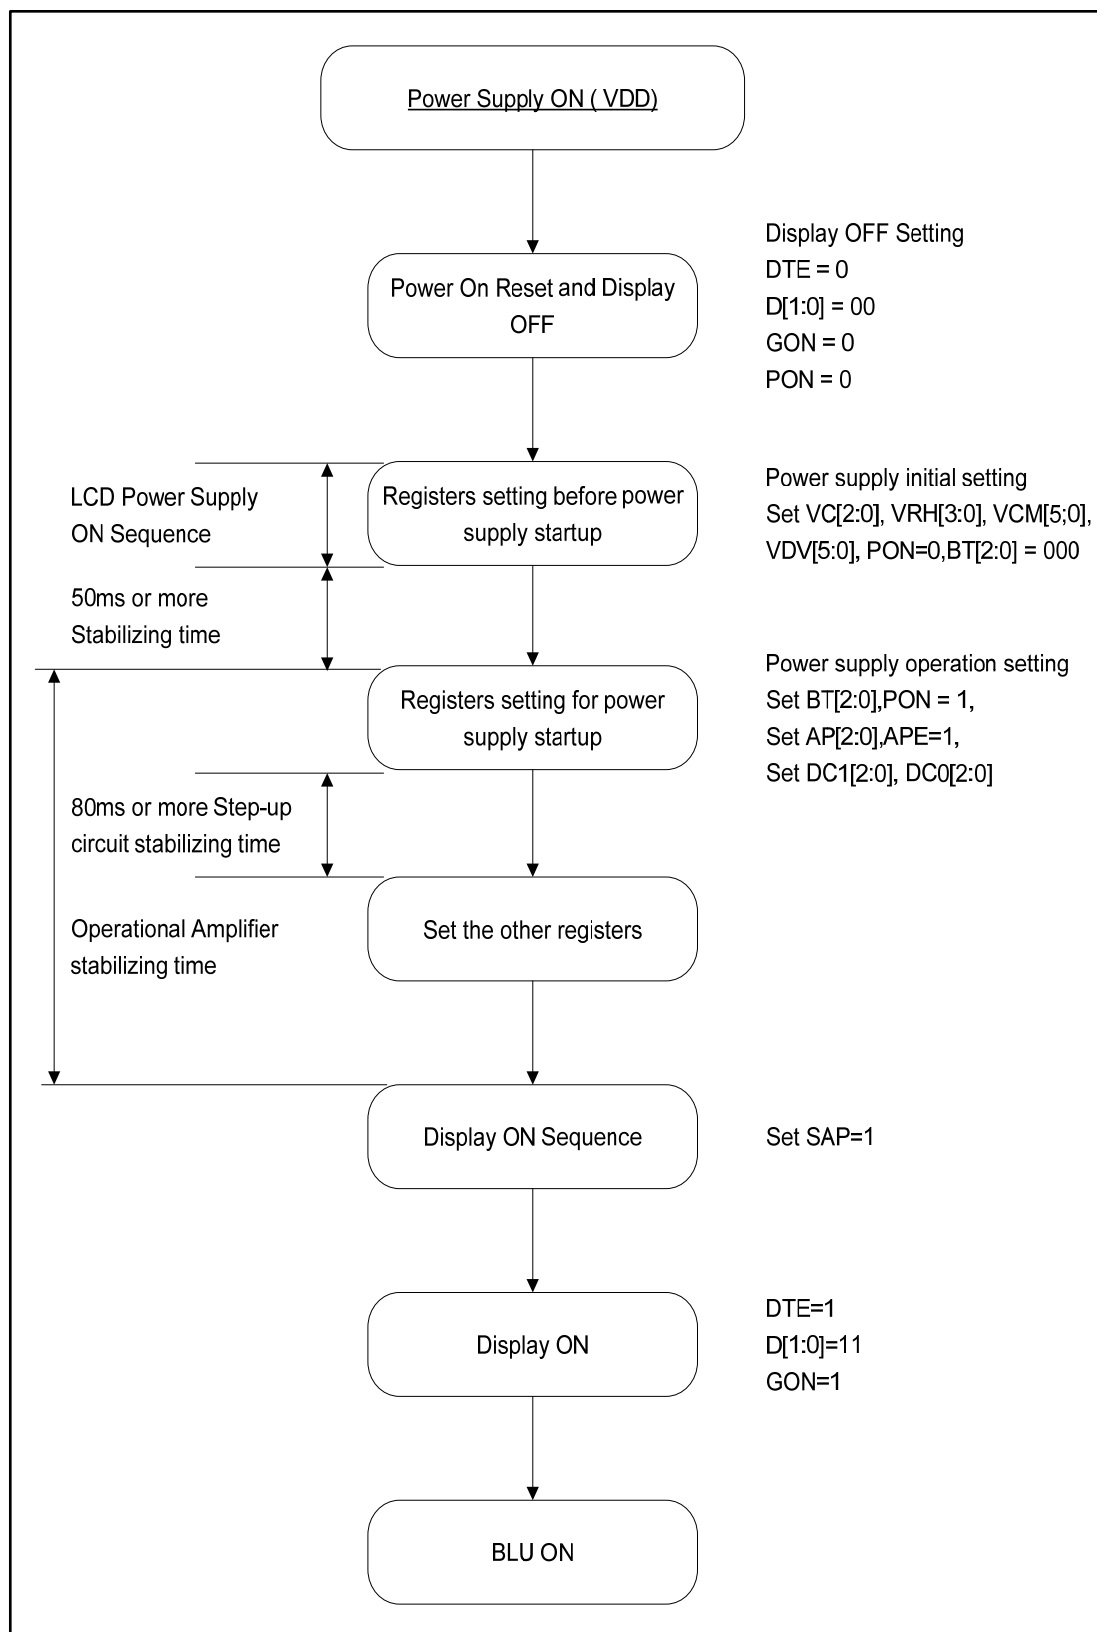 Power Supply ON ( VDD)
Display OFF Setting
DTE = 0
D[1:0] = 00
GON = 0
PON = 0
Power On Reset and Display
OFF
LCD Power Supply
ON Sequence
Registers setting before power
supply startup
Power supply initial setting
Set VC[2:0], VRH[3:0], VCM[5;0],
VDV[5:0], PON=0,BT[2:0] = 000
50ms or more
Stabilizing time
Registers setting for power
supply startup
Power supply operation setting
Set BT[2:0],PON = 1,
Set AP[2:0],APE=1,
Set DC1[2:0], DC0[2:0]
80ms or more Step-up
circuit stabilizing time
Operational Amplifier
stabilizing time
Set the other registers
Display ON Sequence
Set SAP=1
Display ON
DTE=1
D[1:0]=11
GON=1
BLU ON